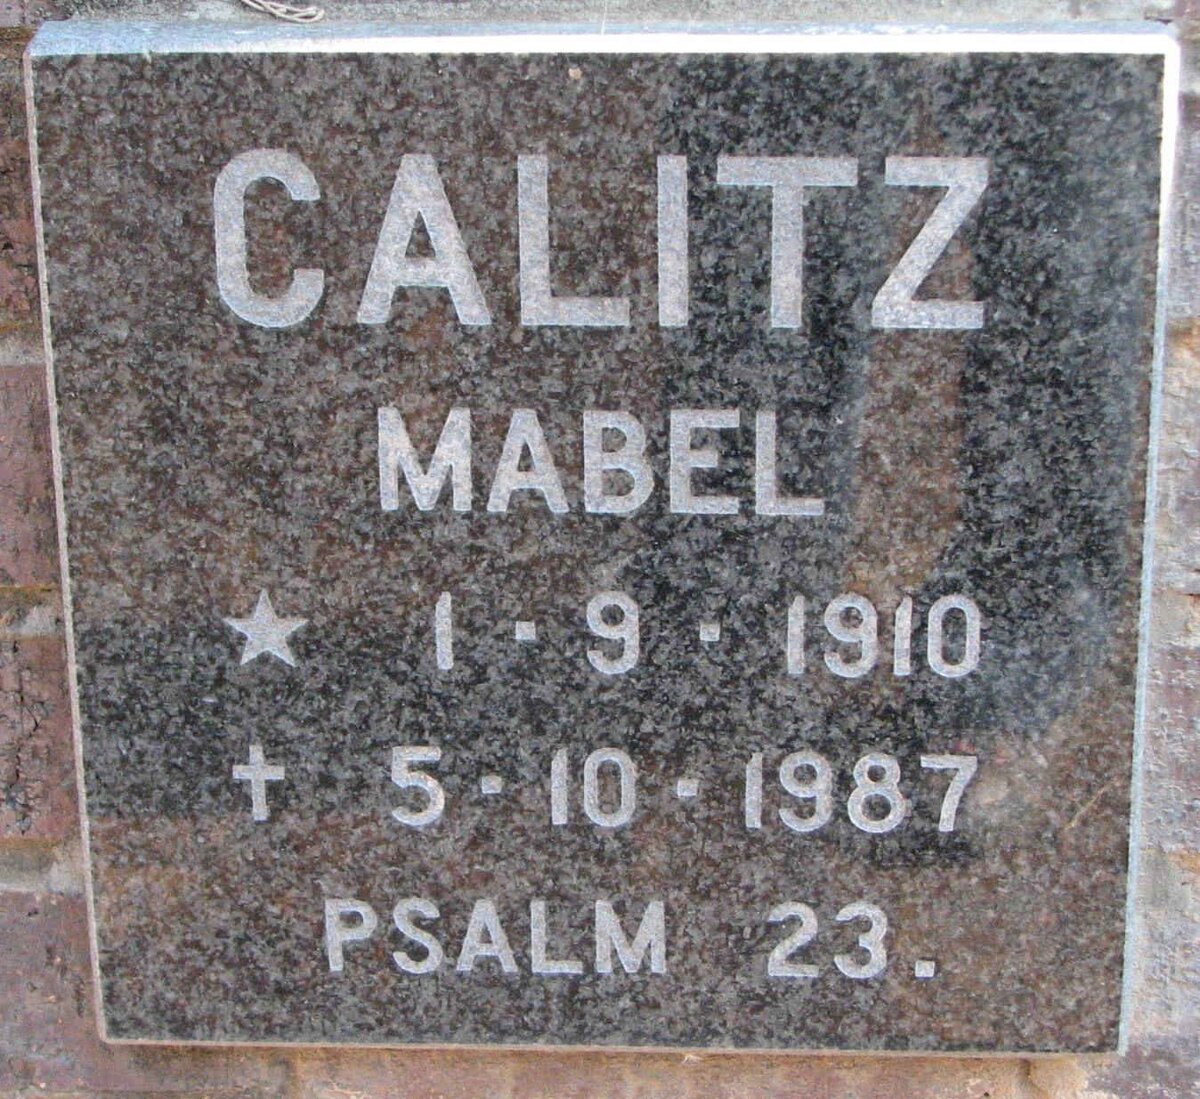 CALITZ
MABEL
★ 1 · 9 · 1910
† 5 · 10 · 1987
PSALM 23.